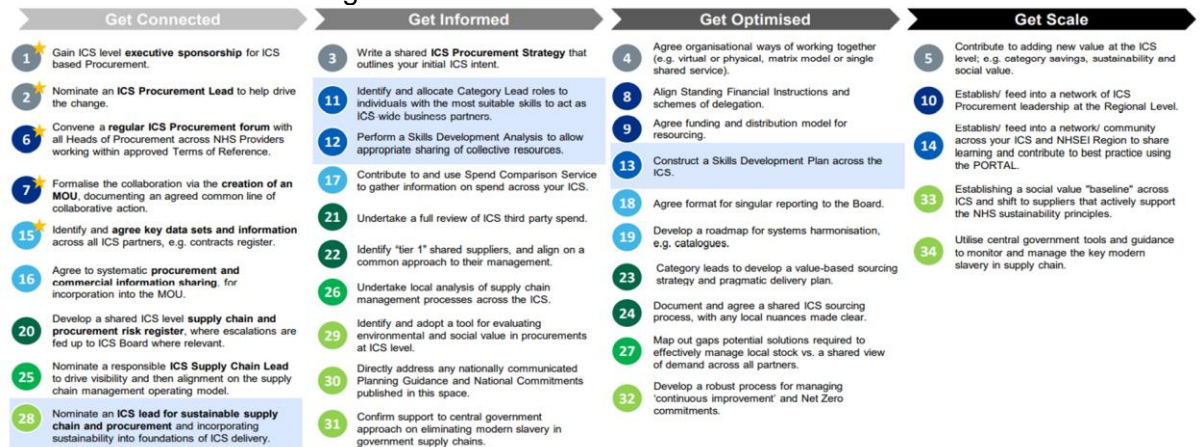 Get Connected
1
Gain ICS level executive sponsorship for ICS
based Procurement.
2
Nominate an ICS Procurement Lead to help drive
the change.
6
Convene a regular ICS Procurement forum with
all Heads of Procurement across NHS Providers
working within approved Terms of Reference.
7
Formalise the collaboration via the creation of an
MOU, documenting an agreed common line of
collaborative action.
15
Identify and agree key data sets and information
across all ICS partners, e.g. contracts register.
16
Agree to systematic procurement and
commercial information sharing, for
incorporation into the MOU.
20
Develop a shared ICS level supply chain and
procurement risk register, where escalations are
fed up to ICS Board where relevant.
25
Nominate a responsible ICS Supply Chain Lead
to drive visibility and then alignment on the supply
chain management operating model.
28
Nominate an ICS lead for sustainable supply
chain and procurement and incorporating
sustainability into foundations of ICS delivery.
Get Informed
3
Write a shared ICS Procurement Strategy that
outlines your initial ICS intent.
11
Identify and allocate Category Lead roles to
individuals with the most suitable skills to act as
ICS-wide business partners.
12
Perform a Skills Development Analysis to allow
appropriate sharing of collective resources.
17
Contribute to and use Spend Comparison Service
to gather information on spend across your ICS.
21
Undertake a full review of ICS third party spend.
22
Identify "tier 1" shared suppliers, and align on a
common approach to their management.
26
Undertake local analysis of supply chain
management processes across the ICS.
29
Identify and adopt a tool for evaluating
environmental and social value in procurements
at ICS level.
30
Directly address any nationally communicated
Planning Guidance and National Commitments
published in this space.
31
Confirm support to central government
approach on eliminating modern slavery in
government supply chains.
Get Optimised
4
Agree organisational ways of working together
(e.g. virtual or physical, matrix model or single
shared service).
8
Align Standing Financial Instructions and
schemes of delegation.
9
Agree funding and distribution model for
resourcing.
13
Construct a Skills Development Plan across the
ICS.
18
Agree format for singular reporting to the Board.
19
Develop a roadmap for systems harmonisation,
e.g. catalogues.
23
Category leads to develop a value-based sourcing
strategy and pragmatic delivery plan.
24
Document and agree a shared ICS sourcing
process, with any local nuances made clear.
27
Map out gaps potential solutions required to
effectively manage local stock vs. a shared view
of demand across all partners.
32
Develop a robust process for managing
'continuous improvement' and Net Zero
commitments.
Get Scale
5
Contribute to adding new value at the ICS
level; e.g. category savings, sustainability and
social value.
10
Establish/ feed into a network of ICS
Procurement leadership at the Regional Level.
14
Establish/ feed into a network/ community
across your ICS and NHSEI Region to share
learning and contribute to best practice using
the PORTAL.
33
Establishing a social value "baseline" across
ICS and shift to suppliers that actively support
the NHS sustainability principles.
34
Utilise central government tools and guidance
to monitor and manage the key modern
slavery in supply chain.